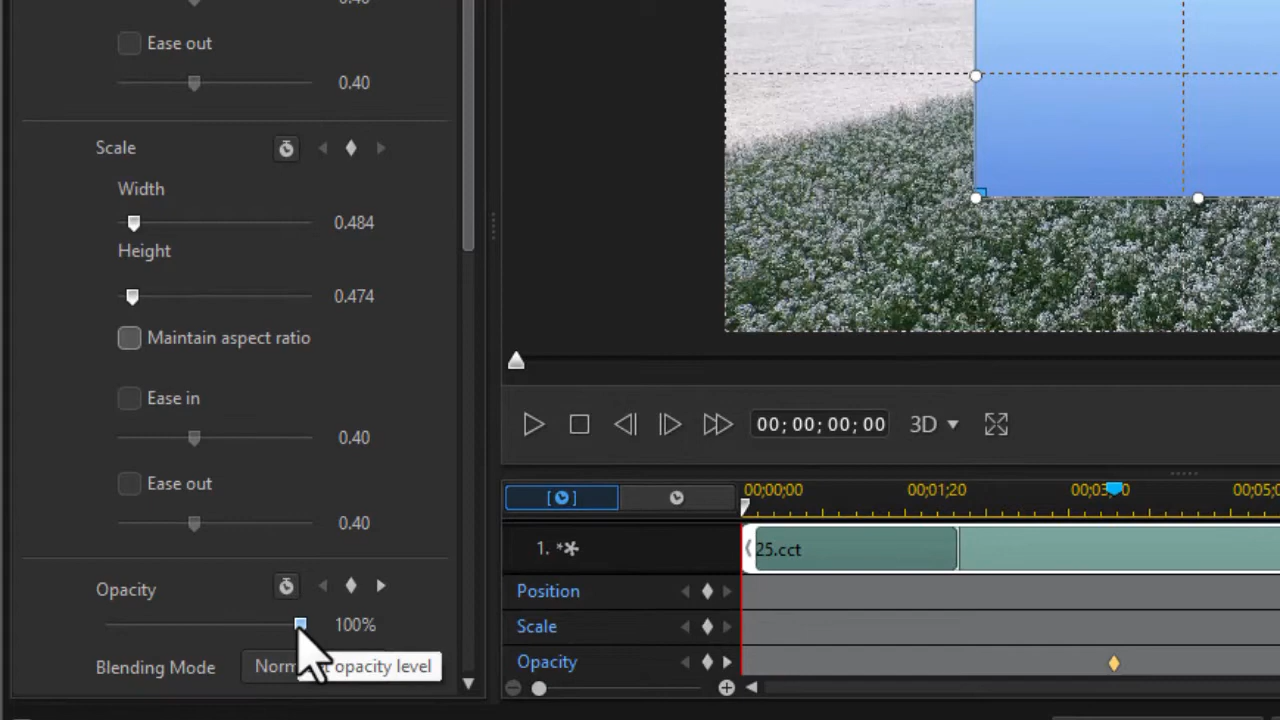 Ease out
0.40
Scale
Width
0.484
Height
0.474
Maintain aspect ratio
Ease in
0.40
Ease out
0.40
Opacity
100%
Blending Mode
opacity level
00;00;00;00
3D
00;00;00
00;01;20
1.
25.cct
Position
Scale
Opacity